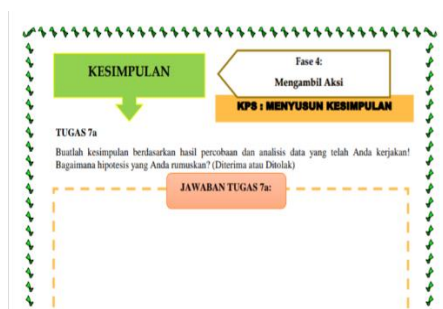 KESIMPULAN
Fase 4:
Mengambil Aksi
KPS : MENYUSUN KESIMPULAN
TUGAS 7a
Buatlah kesimpulan berdasarkan hasil percobaan dan analisis data yang telah Anda kerjakan!
Bagaimana hipotesis yang Anda rumuskan? (Diterima atau Ditolak)
JAWABAN TUGAS 7a: